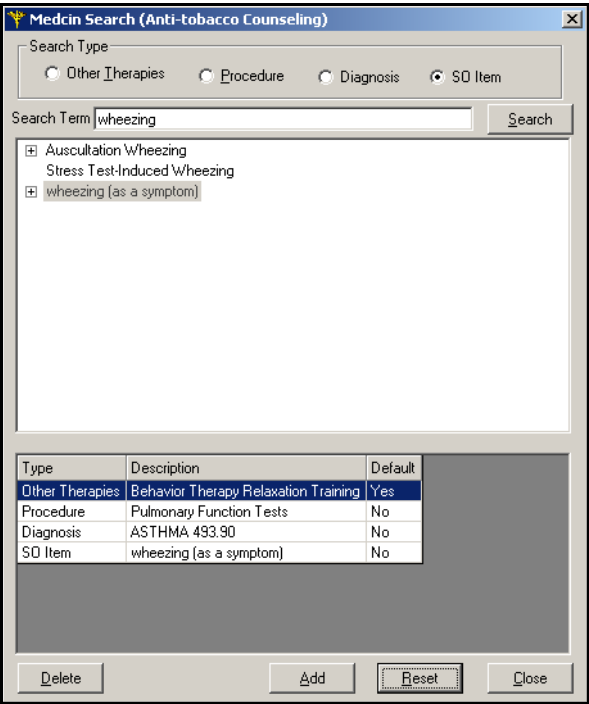 Medcin Search (Anti-tobacco Counseling)
Search Type
Other Therapies Procedure Diagnosis SO Item
Search Term wheezing Search
Auscultation Wheezing
Stress Test-Induced Wheezing
wheezing (as a symptom)
Type Description Default
Other Therapies Behavior Therapy Relaxation Training Yes
Procedure Pulmonary Function Tests No
Diagnosis ASTHMA 493.90 No
SO Item wheezing (as a symptom) No
Delete Add Reset Close